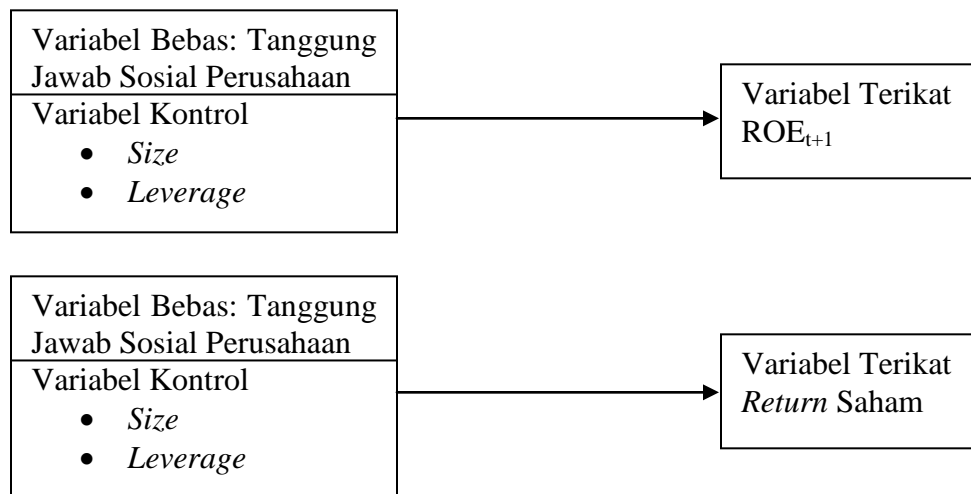 Variabel Bebas: Tanggung
Jawab Sosial Perusahaan
Variabel Kontrol
• Size
• Leverage
Variabel Terikat
ROEt+1
Variabel Bebas: Tanggung
Jawab Sosial Perusahaan
Variabel Kontrol
• Size
• Leverage
Variabel Terikat
Return Saham